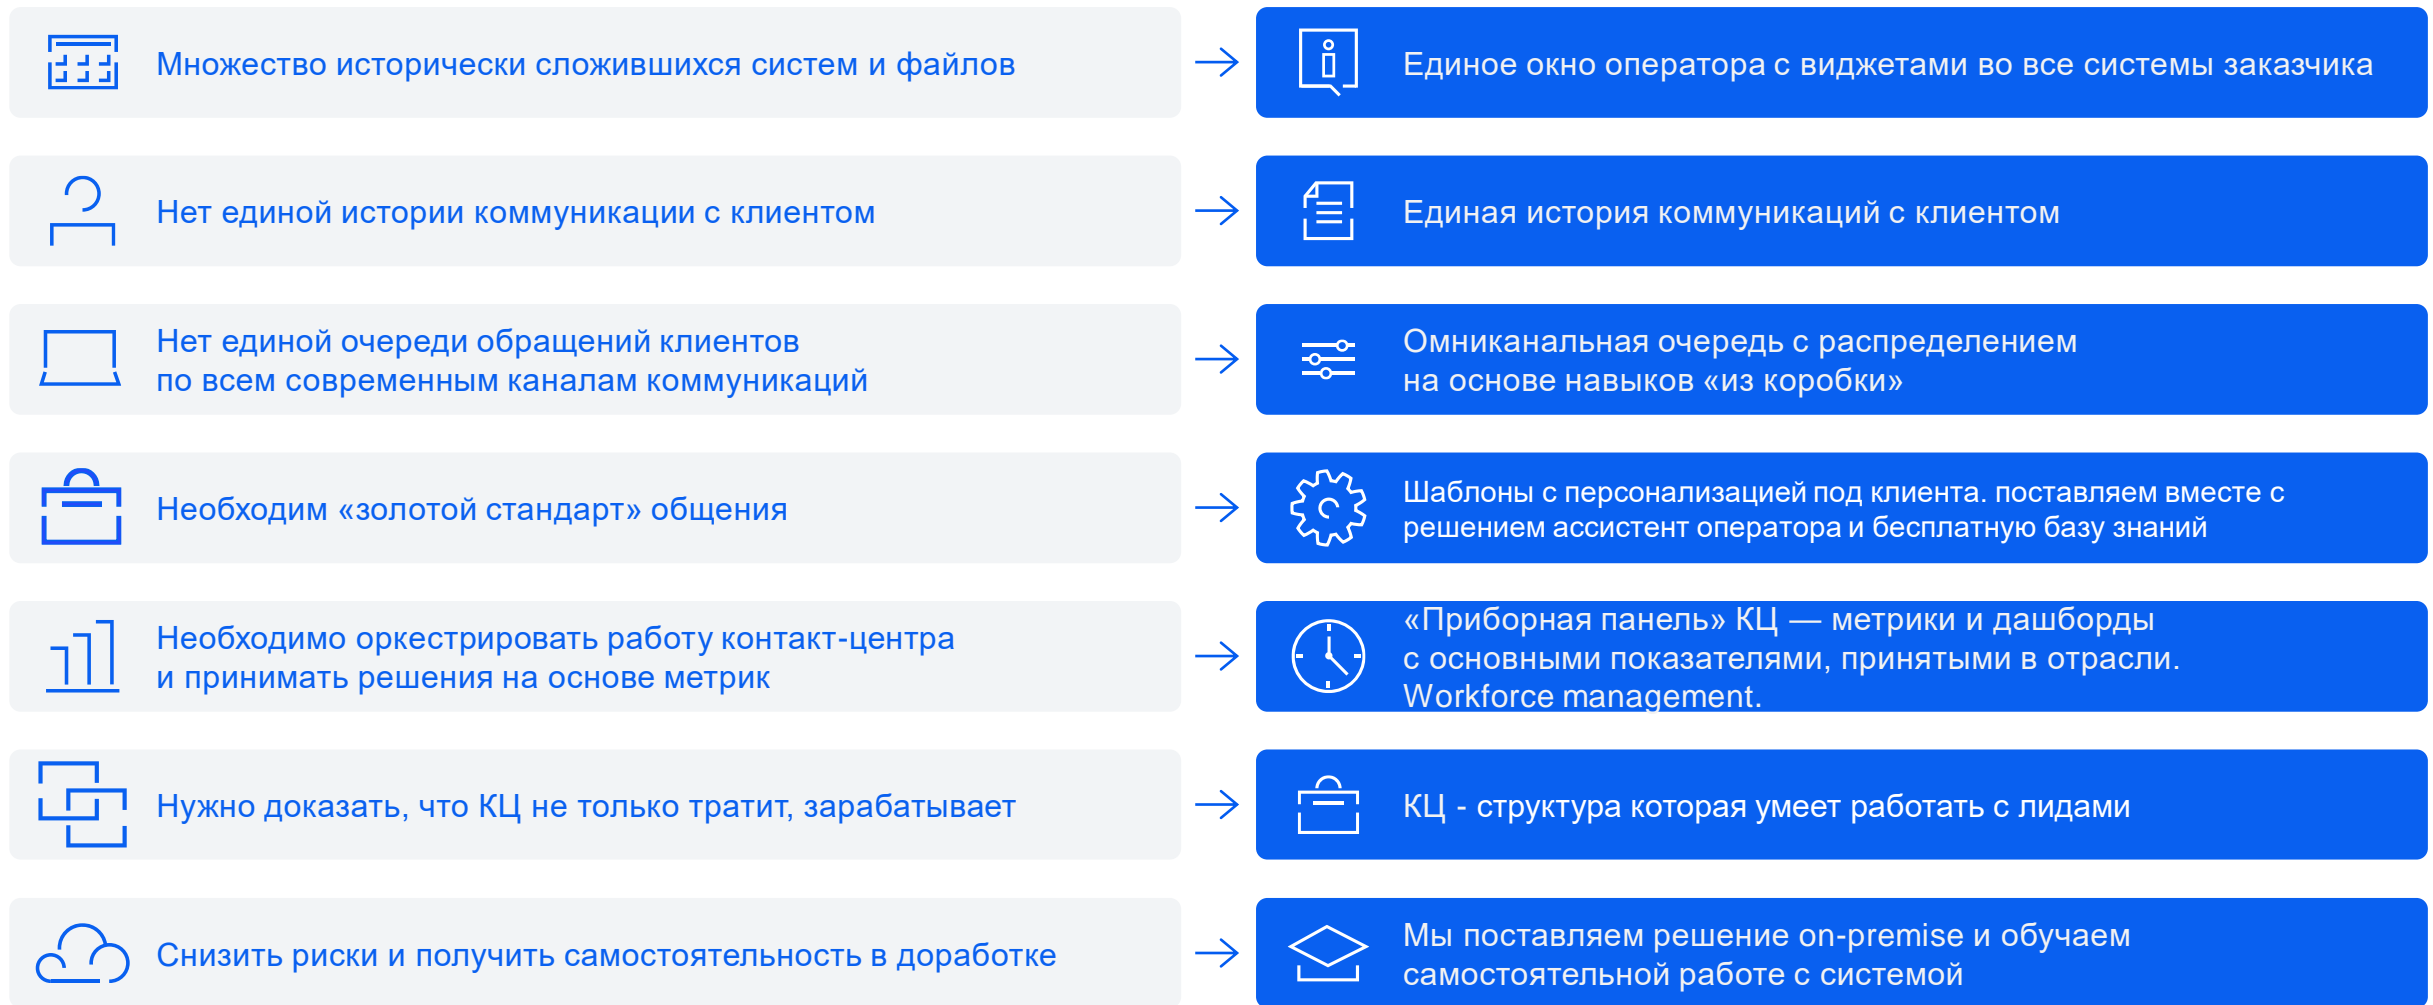 Множество исторически сложившихся систем и файлов
Единое окно оператора с виджетами во все системы заказчика
Нет единой истории коммуникации с клиентом
Единая история коммуникаций с клиентом
Нет единой очереди обращений клиентов
по всем современным каналам коммуникаций
Омниканальная очередь с распределением
на основе навыков «из коробки»
Необходим «золотой стандарт» общения
Шаблоны с персонализацией под клиента. поставляем вместе с
решением ассистент оператора и бесплатную базу знаний
Необходимо оркестрировать работу контакт-центра
и принимать решения на основе метрик
«Приборная панель» КЦ — метрики и дашборды
с основными показателями, принятыми в отрасли.
Workforce management.
Нужно доказать, что КЦ не только тратит, зарабатывает
КЦ - структура которая умеет работать с лидами
Снизить риски и получить самостоятельность в доработке
Мы поставляем решение on-premise и обучаем
самостоятельной работе с системой